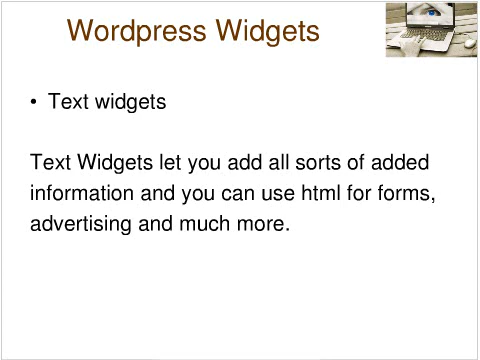 Wordpress Widgets
• Text widgets
Text Widgets let you add all sorts of added
information and you can use html for forms,
advertising and much more.